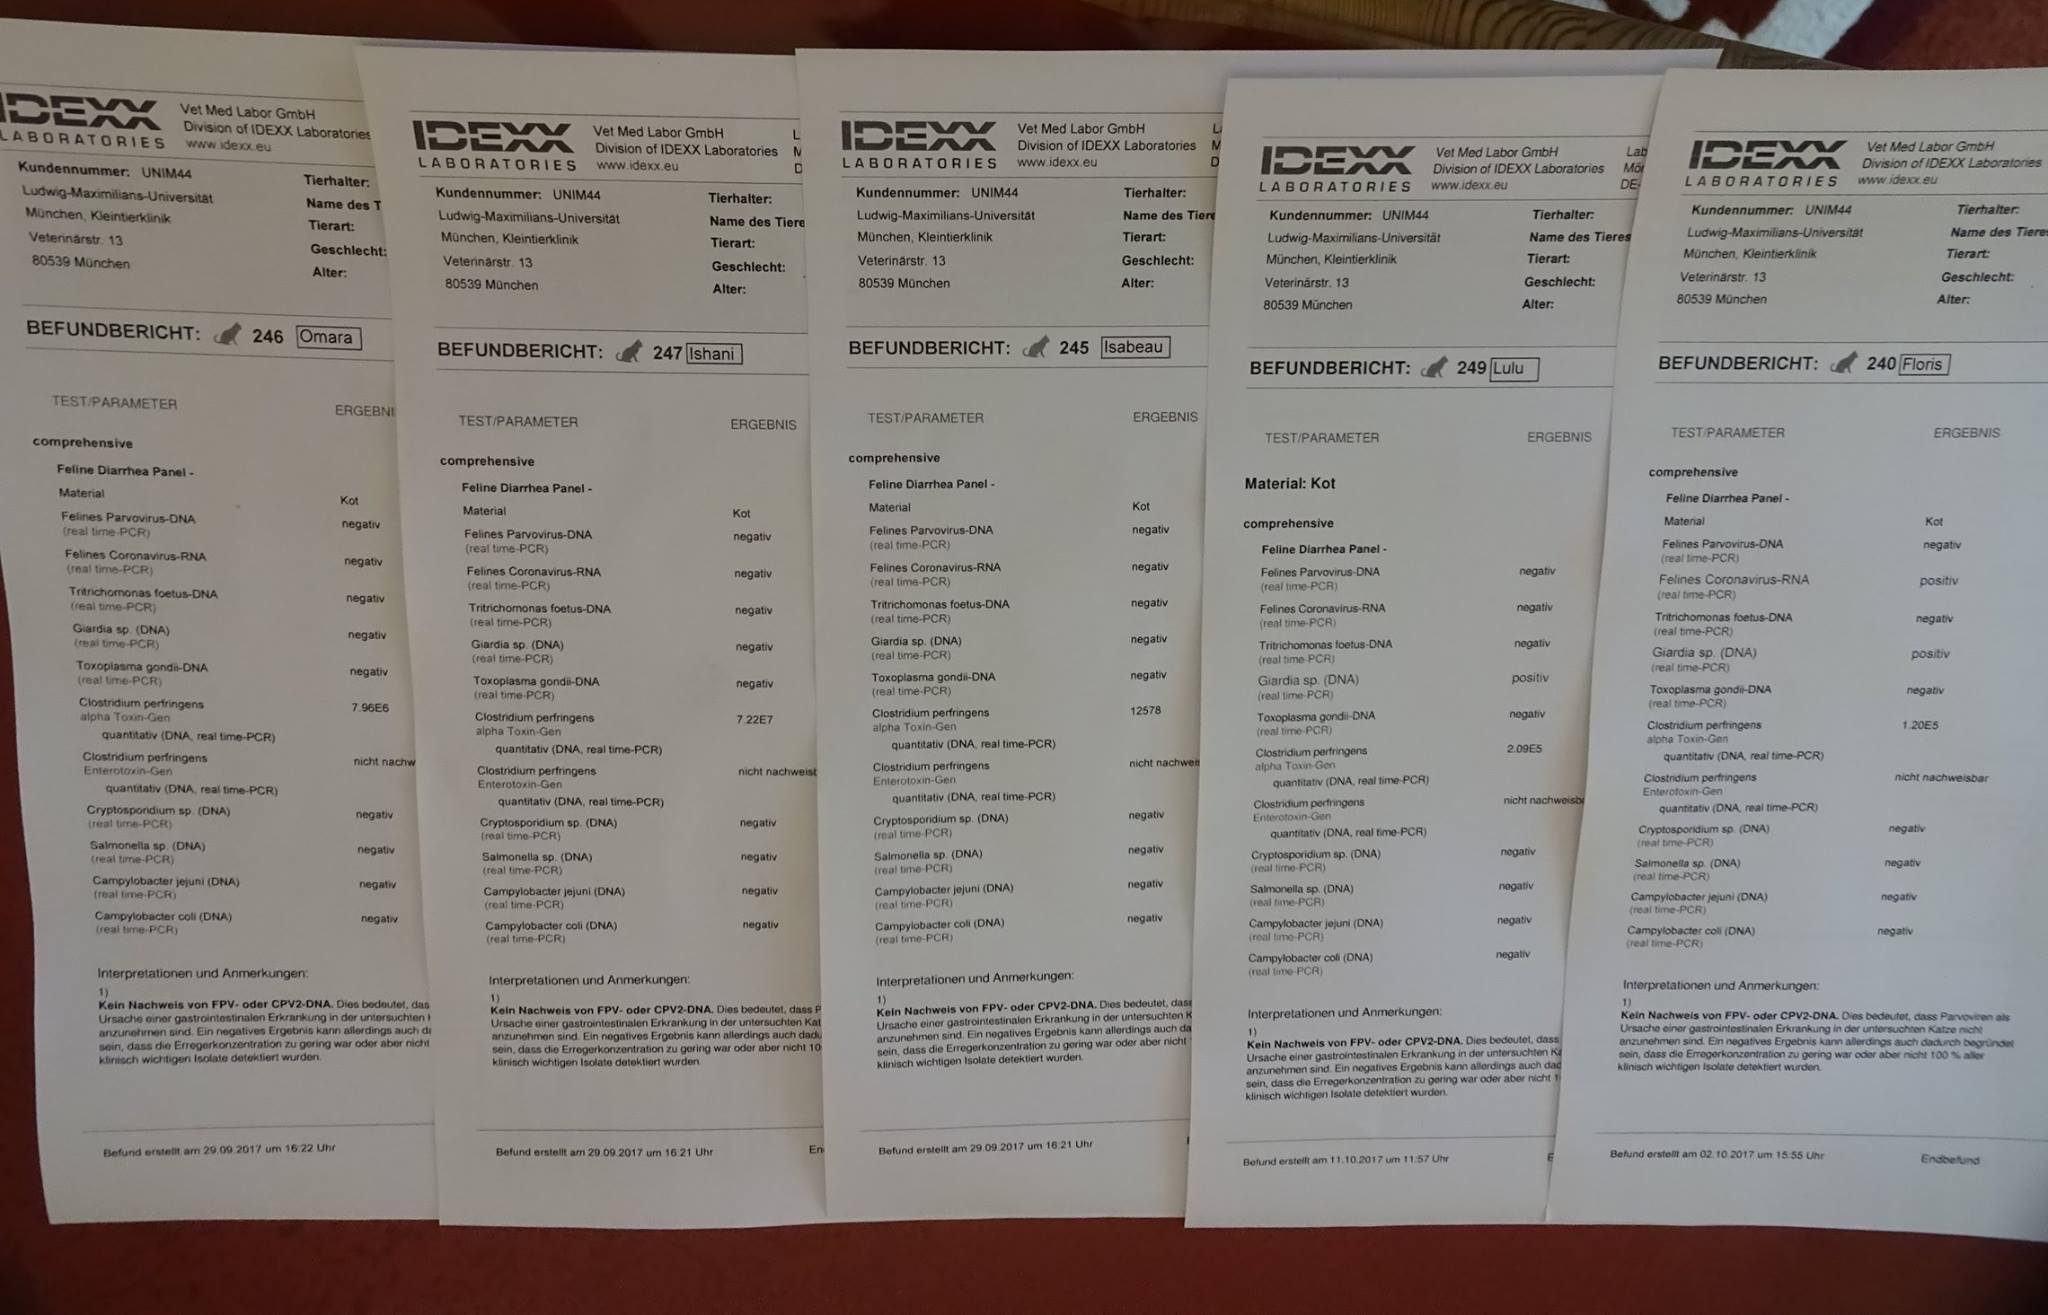 IDEXX
LABORATORIES
Vet Med Labor GmbH
Division of IDEXX Laboratories
www.idexx.eu
Kundennummer: UNIM44
Ludwig-Maximilians-Universität
München, Kleintierklinik
Veterinärstr. 13
80539 München
Tierhalter:
Name des T
Tierart:
Geschlecht:
Alter:
BEFUNDBERICHT: 246 Omara
TEST/PARAMETER ERGEBNI
comprehensive
Feline Diarrhea Panel -
Material Kot
Felines Parvovirus-DNA negativ
(real time-PCR)
Felines Coronavirus-RNA negativ
(real time-PCR)
Tritrichomonas foetus-DNA negativ
(real time-PCR)
Giardia sp. (DNA) negativ
(real time-PCR)
Toxoplasma gondii-DNA negativ
(real time-PCR)
Clostridium perfringens 7.96E6
alpha Toxin-Gen
quantitativ (DNA, real time-PCR)
Clostridium perfringens nicht nachw
Enterotoxin-Gen
quantitativ (DNA, real time-PCR)
Cryptosporidium sp. (DNA) negativ
(real time-PCR)
Salmonella sp. (DNA) negativ
(real time-PCR)
Campylobacter jejuni (DNA) negativ
(real time-PCR)
Campylobacter coli (DNA) negativ
(real time-PCR)
Interpretationen und Anmerkungen:
1)
Kein Nachweis von FPV- oder CPV2-DNA. Dies bedeutet, das
Ursache einer gastrointestinalen Erkrankung in der untersuchten
anzunehmen sind. Ein negatives Ergebnis kann allerdings auch da
sein, dass die Erregerkonzentration zu gering war oder aber nicht
klinisch wichtigen Isolate detektiert wurden.
Befund erstellt am 29.09.2017 um 16:22 Uhr
IDEXX
LABORATORIES
Vet Med Labor GmbH L
Division of IDEXX Laboratories M
www.idexx.eu D
Kundennummer: UNIM44
Ludwig-Maximilians-Universität
München, Kleintierklinik
Veterinärstr. 13
80539 München
Tierhalter:
Name des Tiere
Tierart:
Geschlecht:
Alter:
BEFUNDBERICHT: 247 Ishani
TEST/PARAMETER ERGEBNIS
comprehensive
Feline Diarrhea Panel -
Material Kot
Felines Parvovirus-DNA negativ
(real time-PCR)
Felines Coronavirus-RNA negativ
(real time-PCR)
Tritrichomonas foetus-DNA negativ
(real time-PCR)
Giardia sp. (DNA) negativ
(real time-PCR)
Toxoplasma gondii-DNA negativ
(real time-PCR)
Clostridium perfringens 7.22E7
alpha Toxin-Gen
quantitativ (DNA, real time-PCR)
Clostridium perfringens nicht nachweist
Enterotoxin-Gen
quantitativ (DNA, real time-PCR)
Cryptosporidium sp. (DNA) negativ
(real time-PCR)
Salmonella sp. (DNA) negativ
(real time-PCR)
Campylobacter jejuni (DNA) negativ
(real time-PCR)
Campylobacter coli (DNA) negativ
(real time-PCR)
Interpretationen und Anmerkungen:
1)
Kein Nachweis von FPV- oder CPV2-DNA. Dies bedeutet, dass P
Ursache einer gastrointestinalen Erkrankung in der untersuchten Kat
anzunehmen sind. Ein negatives Ergebnis kann allerdings auch dadu
sein, dass die Erregerkonzentration zu gering war oder aber nicht 10
klinisch wichtigen Isolate detektiert wurden.
Befund erstellt am 29.09.2017 um 16:21 Uhr En
IDEXX
LABORATORIES
Vet Med Labor GmbH L
Division of IDEXX Laboratories M
www.idexx.eu D
Kundennummer: UNIM44
Ludwig-Maximilians-Universität
München, Kleintierklinik
Veterinärstr. 13
80539 München
Tierhalter:
Name des Tiere
Tierart:
Geschlecht:
Alter:
BEFUNDBERICHT: 245 Isabeau
TEST/PARAMETER ERGEBNIS
comprehensive
Feline Diarrhea Panel -
Material Kot
Felines Parvovirus-DNA negativ
(real time-PCR)
Felines Coronavirus-RNA negativ
(real time-PCR)
Tritrichomonas foetus-DNA negativ
(real time-PCR)
Giardia sp. (DNA) negativ
(real time-PCR)
Toxoplasma gondii-DNA negativ
(real time-PCR)
Clostridium perfringens 12578
alpha Toxin-Gen
quantitativ (DNA, real time-PCR)
Clostridium perfringens nicht nachweis
Enterotoxin-Gen
quantitativ (DNA, real time-PCR)
Cryptosporidium sp. (DNA) negativ
(real time-PCR)
Salmonella sp. (DNA) negativ
(real time-PCR)
Campylobacter jejuni (DNA) negativ
(real time-PCR)
Campylobacter coli (DNA) negativ
(real time-PCR)
Interpretationen und Anmerkungen:
1)
Kein Nachweis von FPV- oder CPV2-DNA. Dies bedeutet, dass
Ursache einer gastrointestinalen Erkrankung in der untersuchten K
anzunehmen sind. Ein negatives Ergebnis kann allerdings auch da
sein, dass die Erregerkonzentration zu gering war oder aber nicht
klinisch wichtigen Isolate detektiert wurden.
Befund erstellt am 29.09.2017 um 16:21 Uhr
IDEXX
LABORATORIES
Vet Med Labor GmbH Lab
Division of IDEXX Laboratories Mör
www.idexx.eu DE-
Kundennummer: UNIM44
Ludwig-Maximilians-Universität
München, Kleintierklinik
Veterinärstr. 13
80539 München
Tierhalter:
Name des Tieres
Tierart:
Geschlecht:
Alter:
BEFUNDBERICHT: 249 Lulu
TEST/PARAMETER ERGEBNIS
Material: Kot
comprehensive
Feline Diarrhea Panel -
Felines Parvovirus-DNA negativ
(real time-PCR)
Felines Coronavirus-RNA negativ
(real time-PCR)
Tritrichomonas foetus-DNA negativ
(real time-PCR)
Giardia sp. (DNA) positiv
(real time-PCR)
Toxoplasma gondii-DNA negativ
(real time-PCR)
Clostridium perfringens 2.09E5
alpha Toxin-Gen
quantitativ (DNA, real time-PCR)
Clostridium perfringens nicht nachweisba
Enterotoxin-Gen
quantitativ (DNA, real time-PCR)
Cryptosporidium sp. (DNA) negativ
(real time-PCR)
Salmonella sp. (DNA) negativ
(real time-PCR)
Campylobacter jejuni (DNA) negativ
(real time-PCR)
Campylobacter coli (DNA) negativ
(real time-PCR)
Interpretationen und Anmerkungen:
1)
Kein Nachweis von FPV- oder CPV2-DNA. Dies bedeutet, dass
Ursache einer gastrointestinalen Erkrankung in der untersuchten Ka
anzunehmen sind. Ein negatives Ergebnis kann allerdings auch dad
sein, dass die Erregerkonzentration zu gering war oder aber nicht 1
klinisch wichtigen Isolate detektiert wurden.
Befund erstellt am 11.10.2017 um 11:57 Uhr E
IDEXX
LABORATORIES
Vet Med Labor GmbH
Division of IDEXX Laboratories
www.idexx.eu
Kundennummer: UNIM44
Ludwig-Maximilians-Universität
München, Kleintierklinik
Veterinärstr. 13
80539 München
Tierhalter:
Name des Tieres
Tierart:
Geschlecht:
Alter:
BEFUNDBERICHT: 240 Floris
TEST/PARAMETER ERGEBNIS
comprehensive
Feline Diarrhea Panel -
Material Kot
Felines Parvovirus-DNA negativ
(real time-PCR)
Felines Coronavirus-RNA positiv
(real time-PCR)
Tritrichomonas foetus-DNA negativ
(real time-PCR)
Giardia sp. (DNA) positiv
(real time-PCR)
Toxoplasma gondii-DNA negativ
(real time-PCR)
Clostridium perfringens 1.20E5
alpha Toxin-Gen
quantitativ (DNA, real time-PCR)
Clostridium perfringens nicht nachweisbar
Enterotoxin-Gen
quantitativ (DNA, real time-PCR)
Cryptosporidium sp. (DNA) negativ
(real time-PCR)
Salmonella sp. (DNA) negativ
(real time-PCR)
Campylobacter jejuni (DNA) negativ
(real time-PCR)
Campylobacter coli (DNA) negativ
(real time-PCR)
Interpretationen und Anmerkungen:
1)
Kein Nachweis von FPV- oder CPV2-DNA. Dies bedeutet, dass Parvoviren als
Ursache einer gastrointestinalen Erkrankung in der untersuchten Katze nicht
anzunehmen sind. Ein negatives Ergebnis kann allerdings auch dadurch begründet
sein, dass die Erregerkonzentration zu gering war oder aber nicht 100 % aller
klinisch wichtigen Isolate detektiert wurden.
Befund erstellt am 02.10.2017 um 15:55 Uhr Endbefund